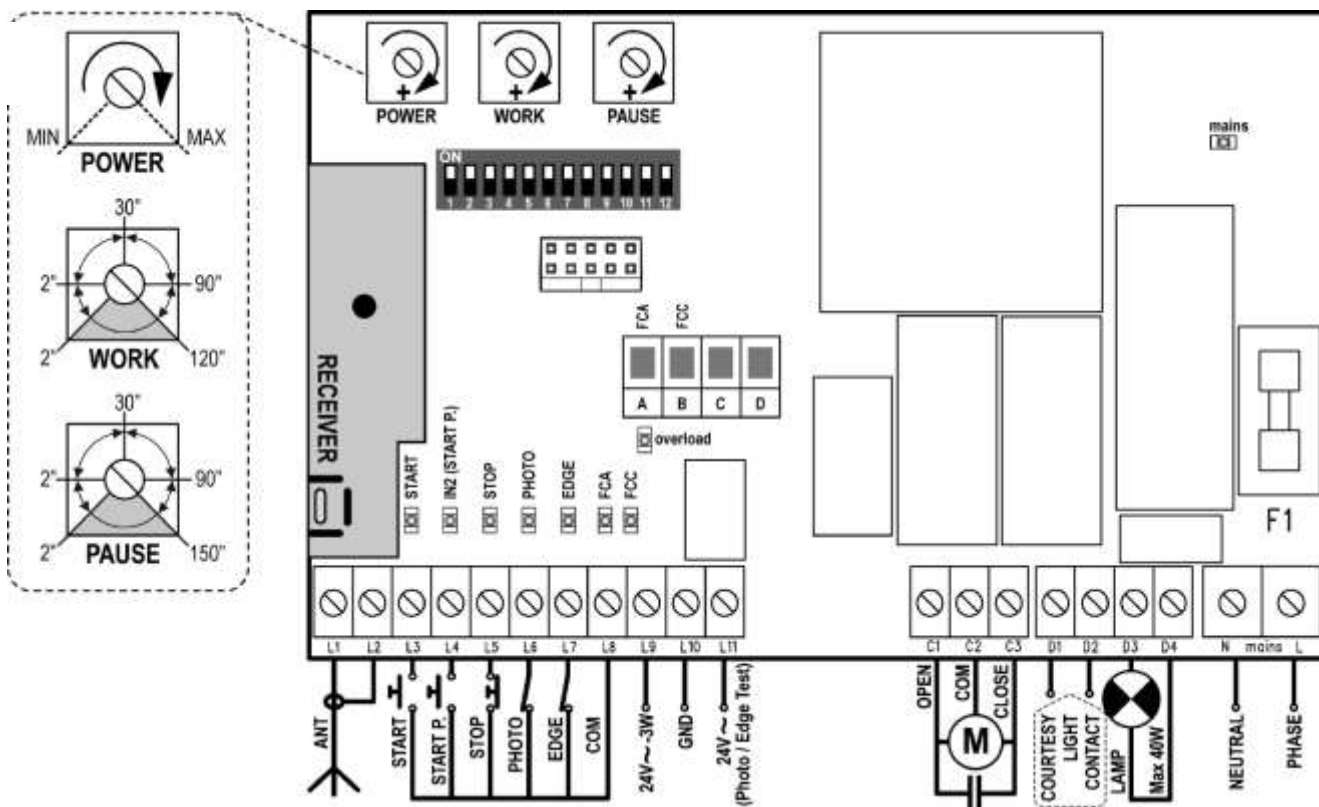 POWER
WORK
PAUSE
MIN
MAX
POWER
30"
2"
90"
2"
120"
WORK
30"
2"
90"
2"
150"
PAUSE
mains
ON
1 2 3 4 5 6 7 8 9 10 11 12
FCA
FCC
A B C D
overload
RECEIVER
START
IN2 (START P.)
STOP
PHOTO
EDGE
FCA
FCC
F1
L1 L2 L3 L4 L5 L6 L7 L8 L9 L10 L11
C1 C2 C3
D1 D2 D3 D4
N mains L
ANT
START
START P.
STOP
PHOTO
EDGE
COM
24V~ -3W
GND
24V~
(Photo / Edge Test)
OPEN
COM
CLOSE
M
COURTESY
LIGHT
CONTACT
LAMP
Max 40W
NEUTRAL
PHASE